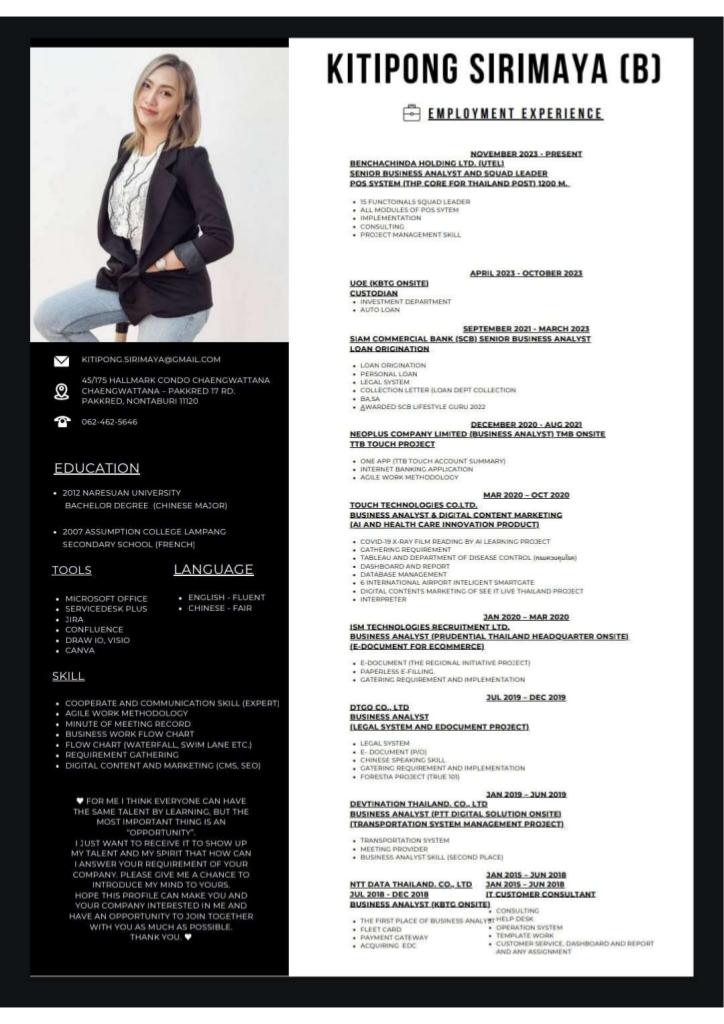 KITIPONG SIRIMAYA (B)
EMPLOYMENT EXPERIENCE
NOVEMBER 2023 - PRESENT
BENCHACHINDA HOLDING LTD. (UTEL)
SENIOR BUSINESS ANALYST AND SQUAD LEADER
POS SYSTEM (THP CORE FOR THAILAND POST) 1200 M.
• 15 FUNCTOINALS SQUAD LEADER
• ALL MODULES OF POS SYTEM
• IMPLEMENTATION
• CONSULTING
• PROJECT MANAGEMENT SKILL
APRIL 2023 - OCTOBER 2023
UOE (KBTG ONSITE)
CUSTODIAN
• INVESTMENT DEPARTMENT
• AUTO LOAN
SEPTEMBER 2021 - MARCH 2023
SIAM COMMERCIAL BANK (SCB) SENIOR BUSINESS ANALYST
LOAN ORIGINATION
• LOAN ORIGINATION
• PERSONAL LOAN
• LEGAL SYSTEM
• COLLECTION LETTER (LOAN DEPT COLLECTION
• BA,SA
• AWARDED SCB LIFESTYLE GURU 2022
DECEMBER 2020 - AUG 2021
NEOPLUS COMPANY LIMITED (BUSINESS ANALYST) TMB ONSITE
TTB TOUCH PROJECT
• ONE APP (TTB TOUCH ACCOUNT SUMMARY)
• INTERNET BANKING APPLICATION
• AGILE WORK METHODOLOGY
MAR 2020 – OCT 2020
TOUCH TECHNOLOGIES CO.LTD.
BUSINESS ANALYST & DIGITAL CONTENT MARKETING
(AI AND HEALTH CARE INNOVATION PRODUCT)
• COVID-19 X-RAY FILM READING BY AI LEARNING PROJECT
• GATHERING REQUIREMENT
• TABLEAU AND DEPARTMENT OF DISEASE CONTROL (กรมควบคุมโรค)
• DASHBOARD AND REPORT
• DATABASE MANAGEMENT
• 6 INTERNATIONAL AIRPORT INTELIGENT SMARTGATE
• DIGITAL CONTENTS MARKETING OF SEE IT LIVE THAILAND PROJECT
• INTERPRETER
JAN 2020 – MAR 2020
ISM TECHNOLOGIES RECRUITMENT LTD.
BUSINESS ANALYST (PRUDENTIAL THAILAND HEADQUARTER ONSITE)
(E-DOCUMENT FOR ECOMMERCE)
• E-DOCUMENT (THE REGIONAL INITIATIVE PROJECT)
• PAPERLESS E-FILLING.
• GATERING REQUIREMENT AND IMPLEMENTATION
JUL 2019 – DEC 2019
DTGO CO., LTD
BUSINESS ANALYST
(LEGAL SYSTEM AND EDOCUMENT PROJECT)
• LEGAL SYSTEM
• E- DOCUMENT (P/O)
• CHINESE SPEAKING SKILL
• GATERING REQUIREMENT AND IMPLEMENTATION
• FORESTIA PROJECT (TRUE 101)
JAN 2019 – JUN 2019
DEVTINATION THAILAND. CO., LTD
BUSINESS ANALYST (PTT DIGITAL SOLUTION ONSITE)
(TRANSPORTATION SYSTEM MANAGEMENT PROJECT)
• TRANSPORTATION SYSTEM
• MEETING PROVIDER
• BUSINESS ANALYST SKILL (SECOND PLACE)
NTT DATA THAILAND. CO., LTD
JUL 2018 - DEC 2018
BUSINESS ANALYST (KBTG ONSITE)
• THE FIRST PLACE OF BUSINESS ANALYST
• FLEET CARD
• PAYMENT GATEWAY
• ACQUIRING EDC
JAN 2015 – JUN 2018
JAN 2015 – JUN 2018
IT CUSTOMER CONSULTANT
• CONSULTING
• HELP DESK
• OPERATION SYSTEM
• TEMPLATE WORK
• CUSTOMER SERVICE, DASHBOARD AND REPORT
AND ANY ASSIGNMENT
KITIPONG.SIRIMAYA@GMAIL.COM
45/175 HALLMARK CONDO CHAENGWATTANA
CHAENGWATTANA – PAKKRED 17 RD.
PAKKRED, NONTABURI 11120
062-462-5646
EDUCATION
• 2012 NARESUAN UNIVERSITY
BACHELOR DEGREE (CHINESE MAJOR)
• 2007 ASSUMPTION COLLEGE LAMPANG
SECONDARY SCHOOL (FRENCH)
TOOLS
• MICROSOFT OFFICE
• SERVICEDESK PLUS
• JIRA
• CONFLUENCE
• DRAW IO, VISIO
• CANVA
LANGUAGE
• ENGLISH - FLUENT
• CHINESE - FAIR
SKILL
• COOPERATE AND COMMUNICATION SKILL (EXPERT)
• AGILE WORK METHODOLOGY
• MINUTE OF MEETING RECORD
• BUSINESS WORK FLOW CHART
• FLOW CHART (WATERFALL, SWIM LANE ETC.)
• REQUIREMENT GATHERING
• DIGITAL CONTENT AND MARKETING (CMS, SEO)
♥ FOR ME I THINK EVERYONE CAN HAVE
THE SAME TALENT BY LEARNING, BUT THE
MOST IMPORTANT THING IS AN
"OPPORTUNITY".
I JUST WANT TO RECEIVE IT TO SHOW UP
MY TALENT AND MY SPIRIT THAT HOW CAN
I ANSWER YOUR REQUIREMENT OF YOUR
COMPANY. PLEASE GIVE ME A CHANCE TO
INTRODUCE MY MIND TO YOURS.
HOPE THIS PROFILE CAN MAKE YOU AND
YOUR COMPANY INTERESTED IN ME AND
HAVE AN OPPORTUNITY TO JOIN TOGETHER
WITH YOU AS MUCH AS POSSIBLE.
THANK YOU. ♥